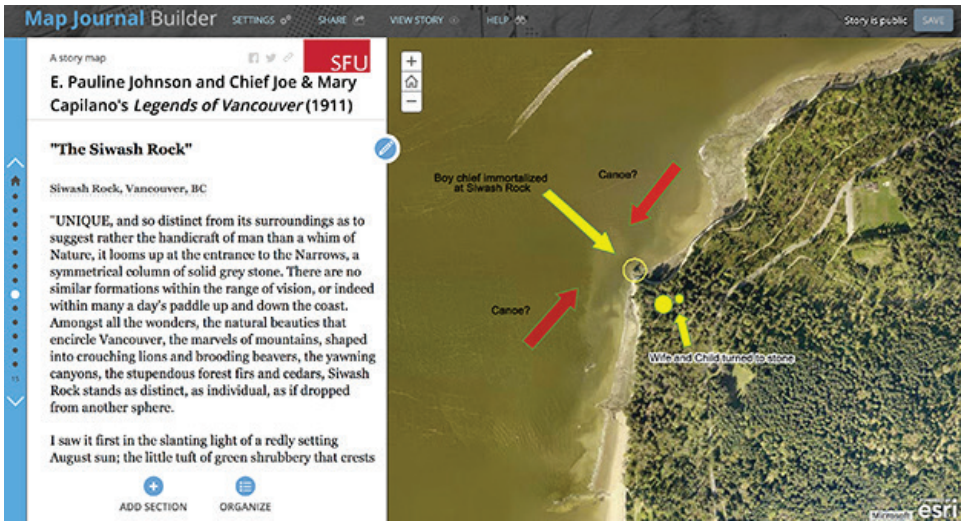 Map Journal Builder SETTINGS SHARE VIEW STORY HELP Story is public SAVE
A story map
SFU
E. Pauline Johnson and Chief Joe & Mary
Capilano's Legends of Vancouver (1911)
"The Siwash Rock"
Siwash Rock, Vancouver, BC
"UNIQUE, and so distinct from its surroundings as to
suggest rather the handicraft of man than a whim of
Nature, it looms up at the entrance to the Narrows, a
symmetrical column of solid grey stone. There are no
similar formations within the range of vision, or indeed
within many a day's paddle up and down the coast.
Amongst all the wonders, the natural beauties that
encircle Vancouver, the marvels of mountains, shaped
into crouching lions and brooding beavers, the yawning
canyons, the stupendous forest firs and cedars, Siwash
Rock stands as distinct, as individual, as if dropped
from another sphere.
I saw it first in the slanting light of a redly setting
August sun; the little tuft of green shrubbery that crests
ADD SECTION ORGANIZE
Boy chief immortalized
at Siwash Rock
Canoe?
Canoe?
Wife and Child turned to stone
Microsoft esri